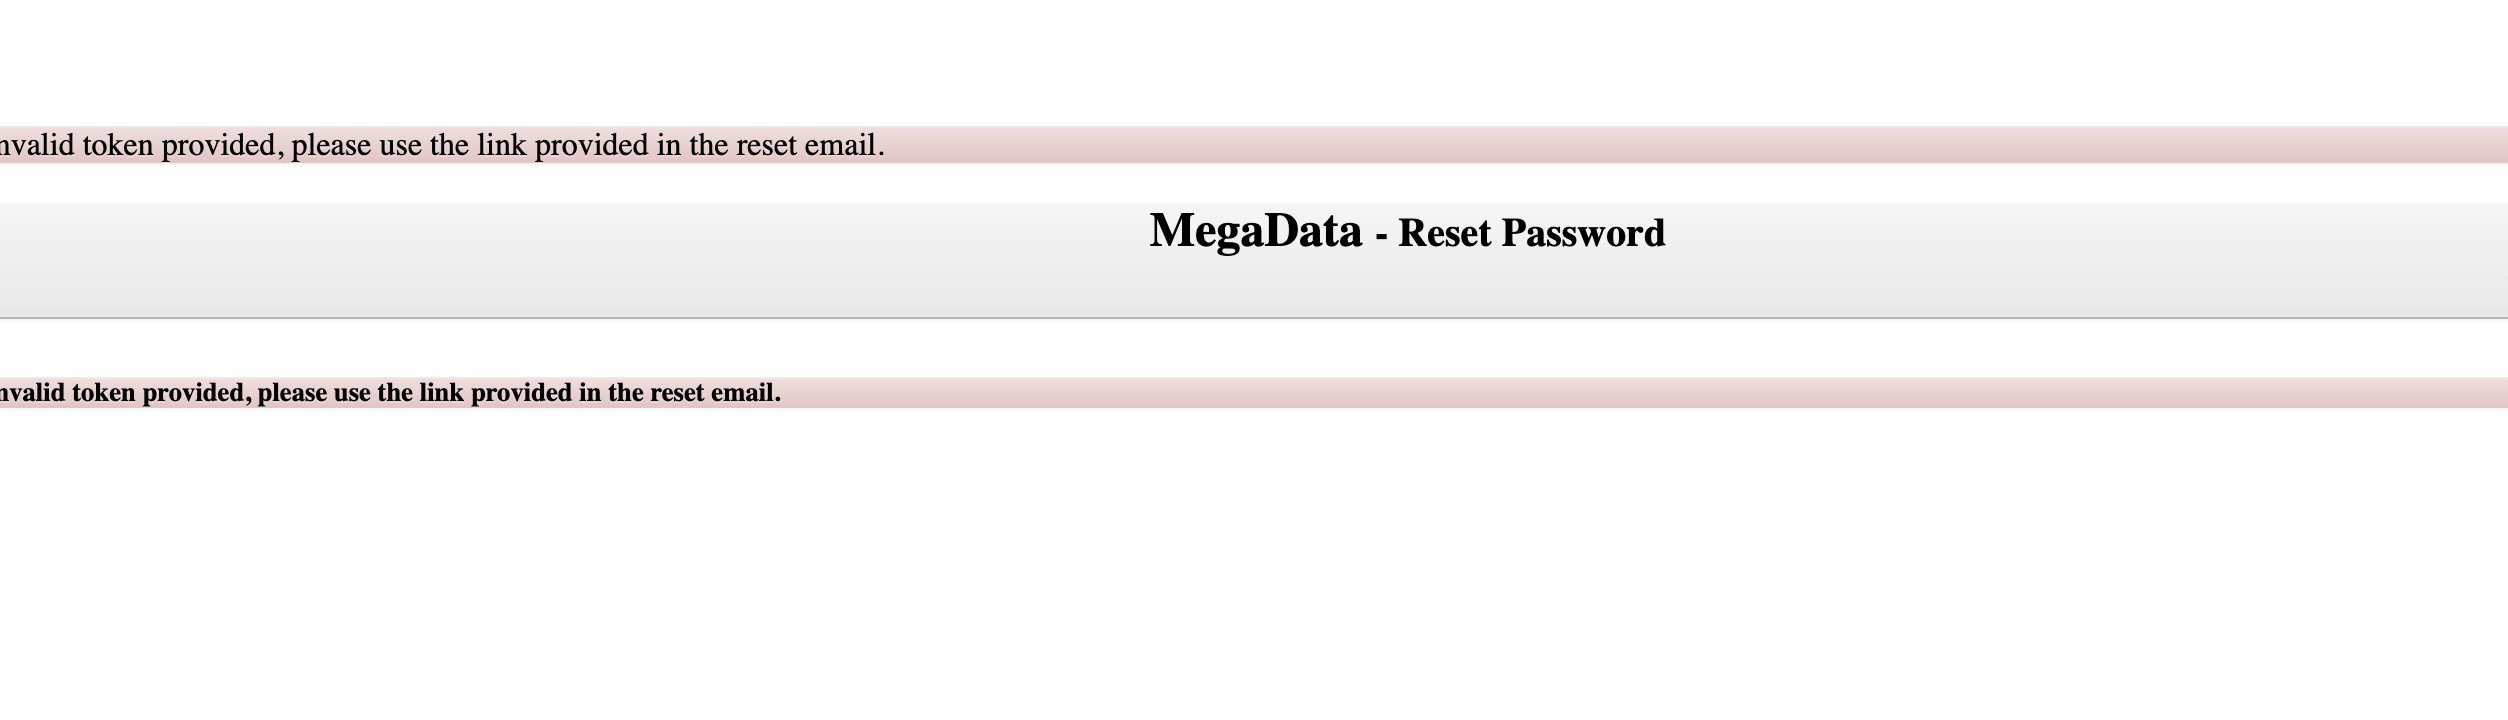 nvalid token provided, please use the link provided in the reset email.
MegaData - Reset Password
nvalid token provided, please use the link provided in the reset email.